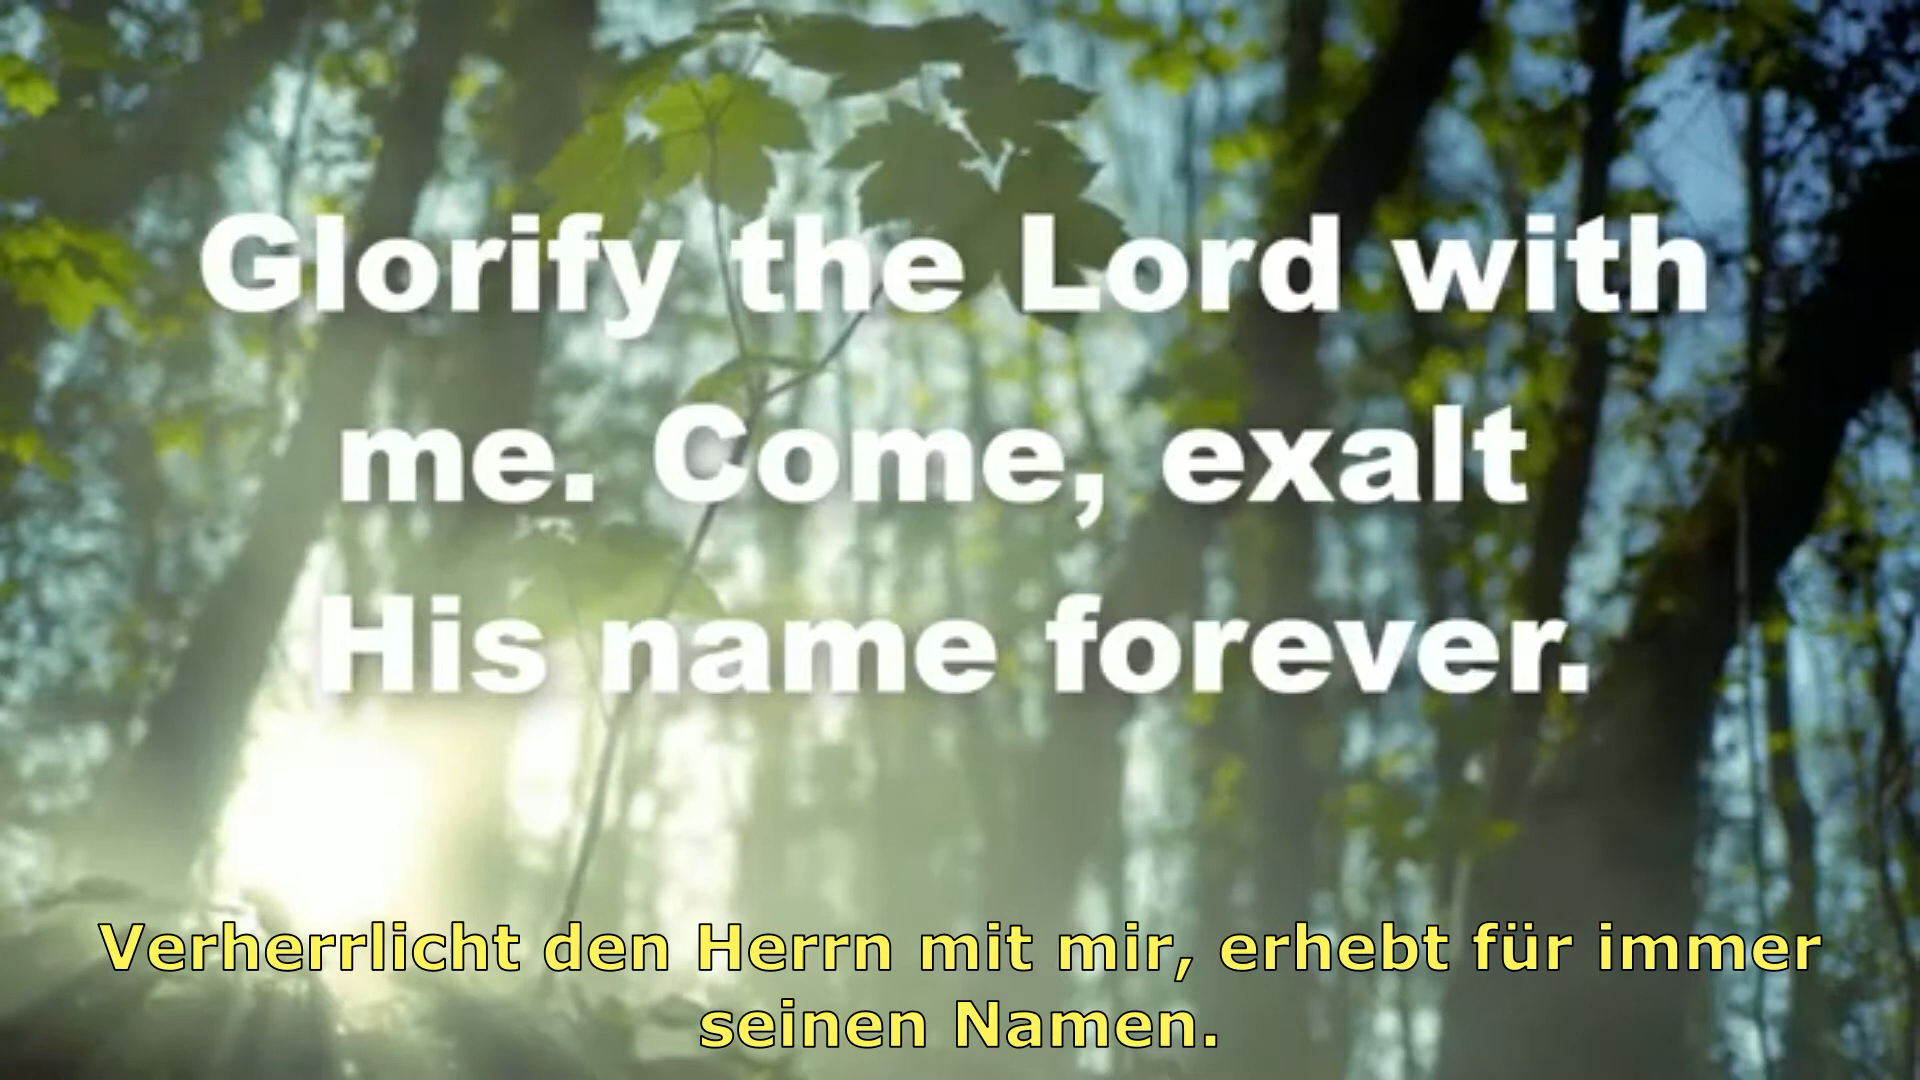 Glorify the Lord with
me. Come, exalt
His name forever.
Verherrlicht den Herrn mit mir, erhebt für immer
seinen Namen.